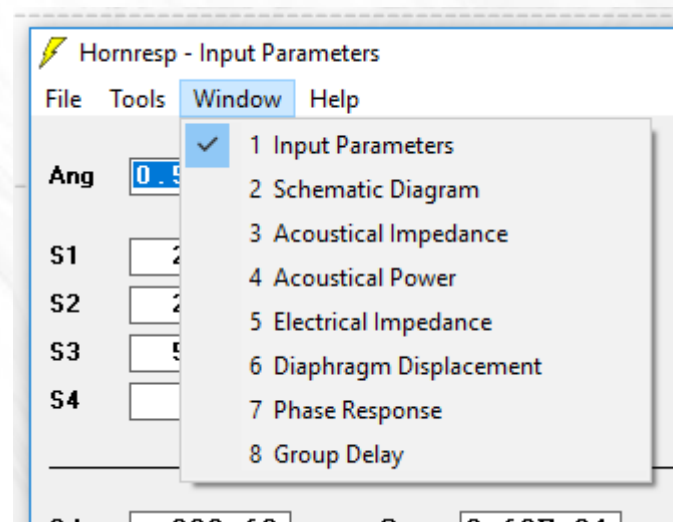 Hornresp - Input Parameters
File Tools Window Help
1 Input Parameters
Ang
2 Schematic Diagram
3 Acoustical Impedance
S1
4 Acoustical Power
S2
5 Electrical Impedance
S3
6 Diaphragm Displacement
S4
7 Phase Response
8 Group Delay